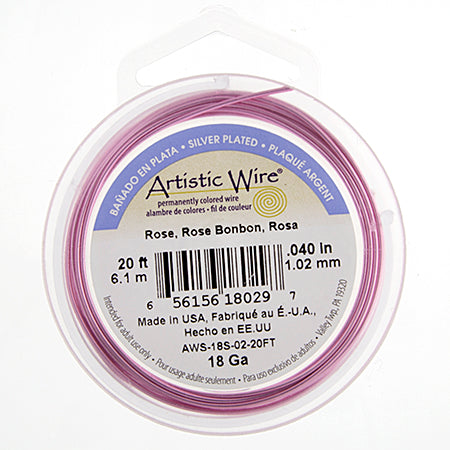 BAÑADO EN PLATA • SILVER PLATED • PLAQUÉ ARGENT
Artistic Wire®
permanently colored wire
alambre de colores • fil de couleur
Rose, Rose Bonbon, Rosa
20 ft .040 in
6.1 m 1.02 mm
6 56156 18029 7
Made in USA, Fabriqué au É.-U.A.,
Hecho en EE.UU
AWS-18S-02-20FT
18 Ga
Intended for adult use only • Pour usage adulte seulement • Para uso exclusivo de adultos • Valley Twp, PA 19320